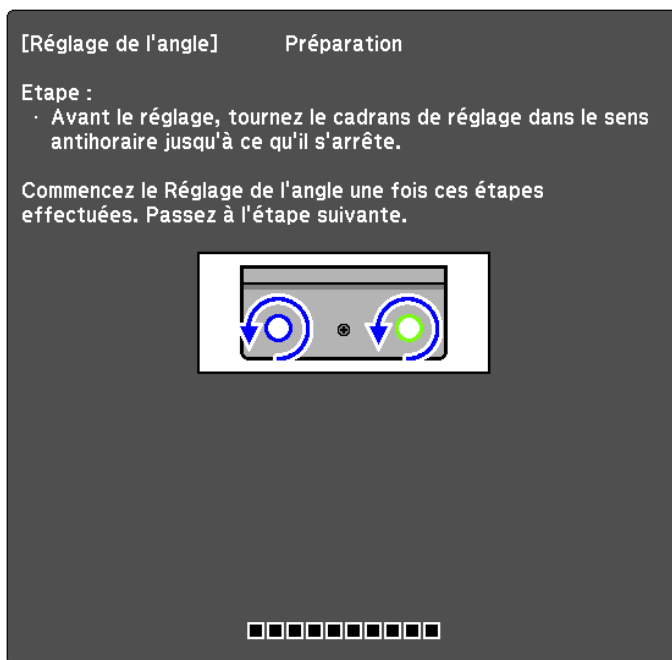 [Réglage de l'angle] Préparation
Etape :
· Avant le réglage, tournez le cadrans de réglage dans le sens
antihoraire jusqu'à ce qu'il s'arrête.
Commencez le Réglage de l'angle une fois ces étapes
effectuées. Passez à l'étape suivante.